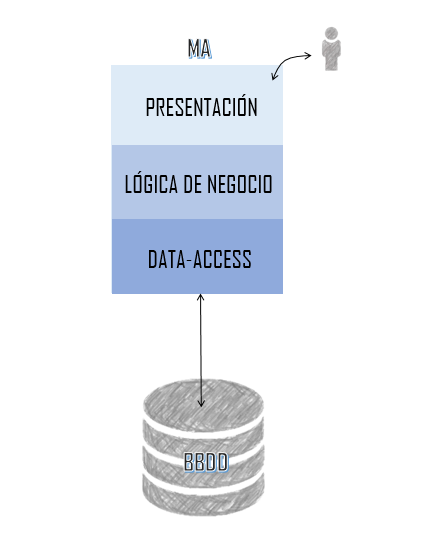 MA
PRESENTACIÓN
LÓGICA DE NEGOCIO
DATA-ACCESS
BBDD